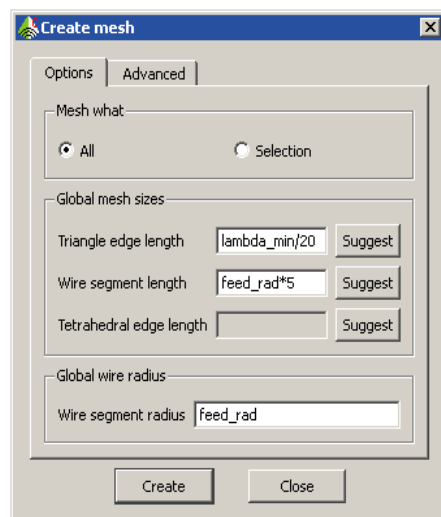 Create mesh
Options Advanced
Mesh what
All Selection
Global mesh sizes
Triangle edge length lambda_min/20 Suggest
Wire segment length feed_rad*5 Suggest
Tetrahedral edge length Suggest
Global wire radius
Wire segment radius feed_rad
Create Close